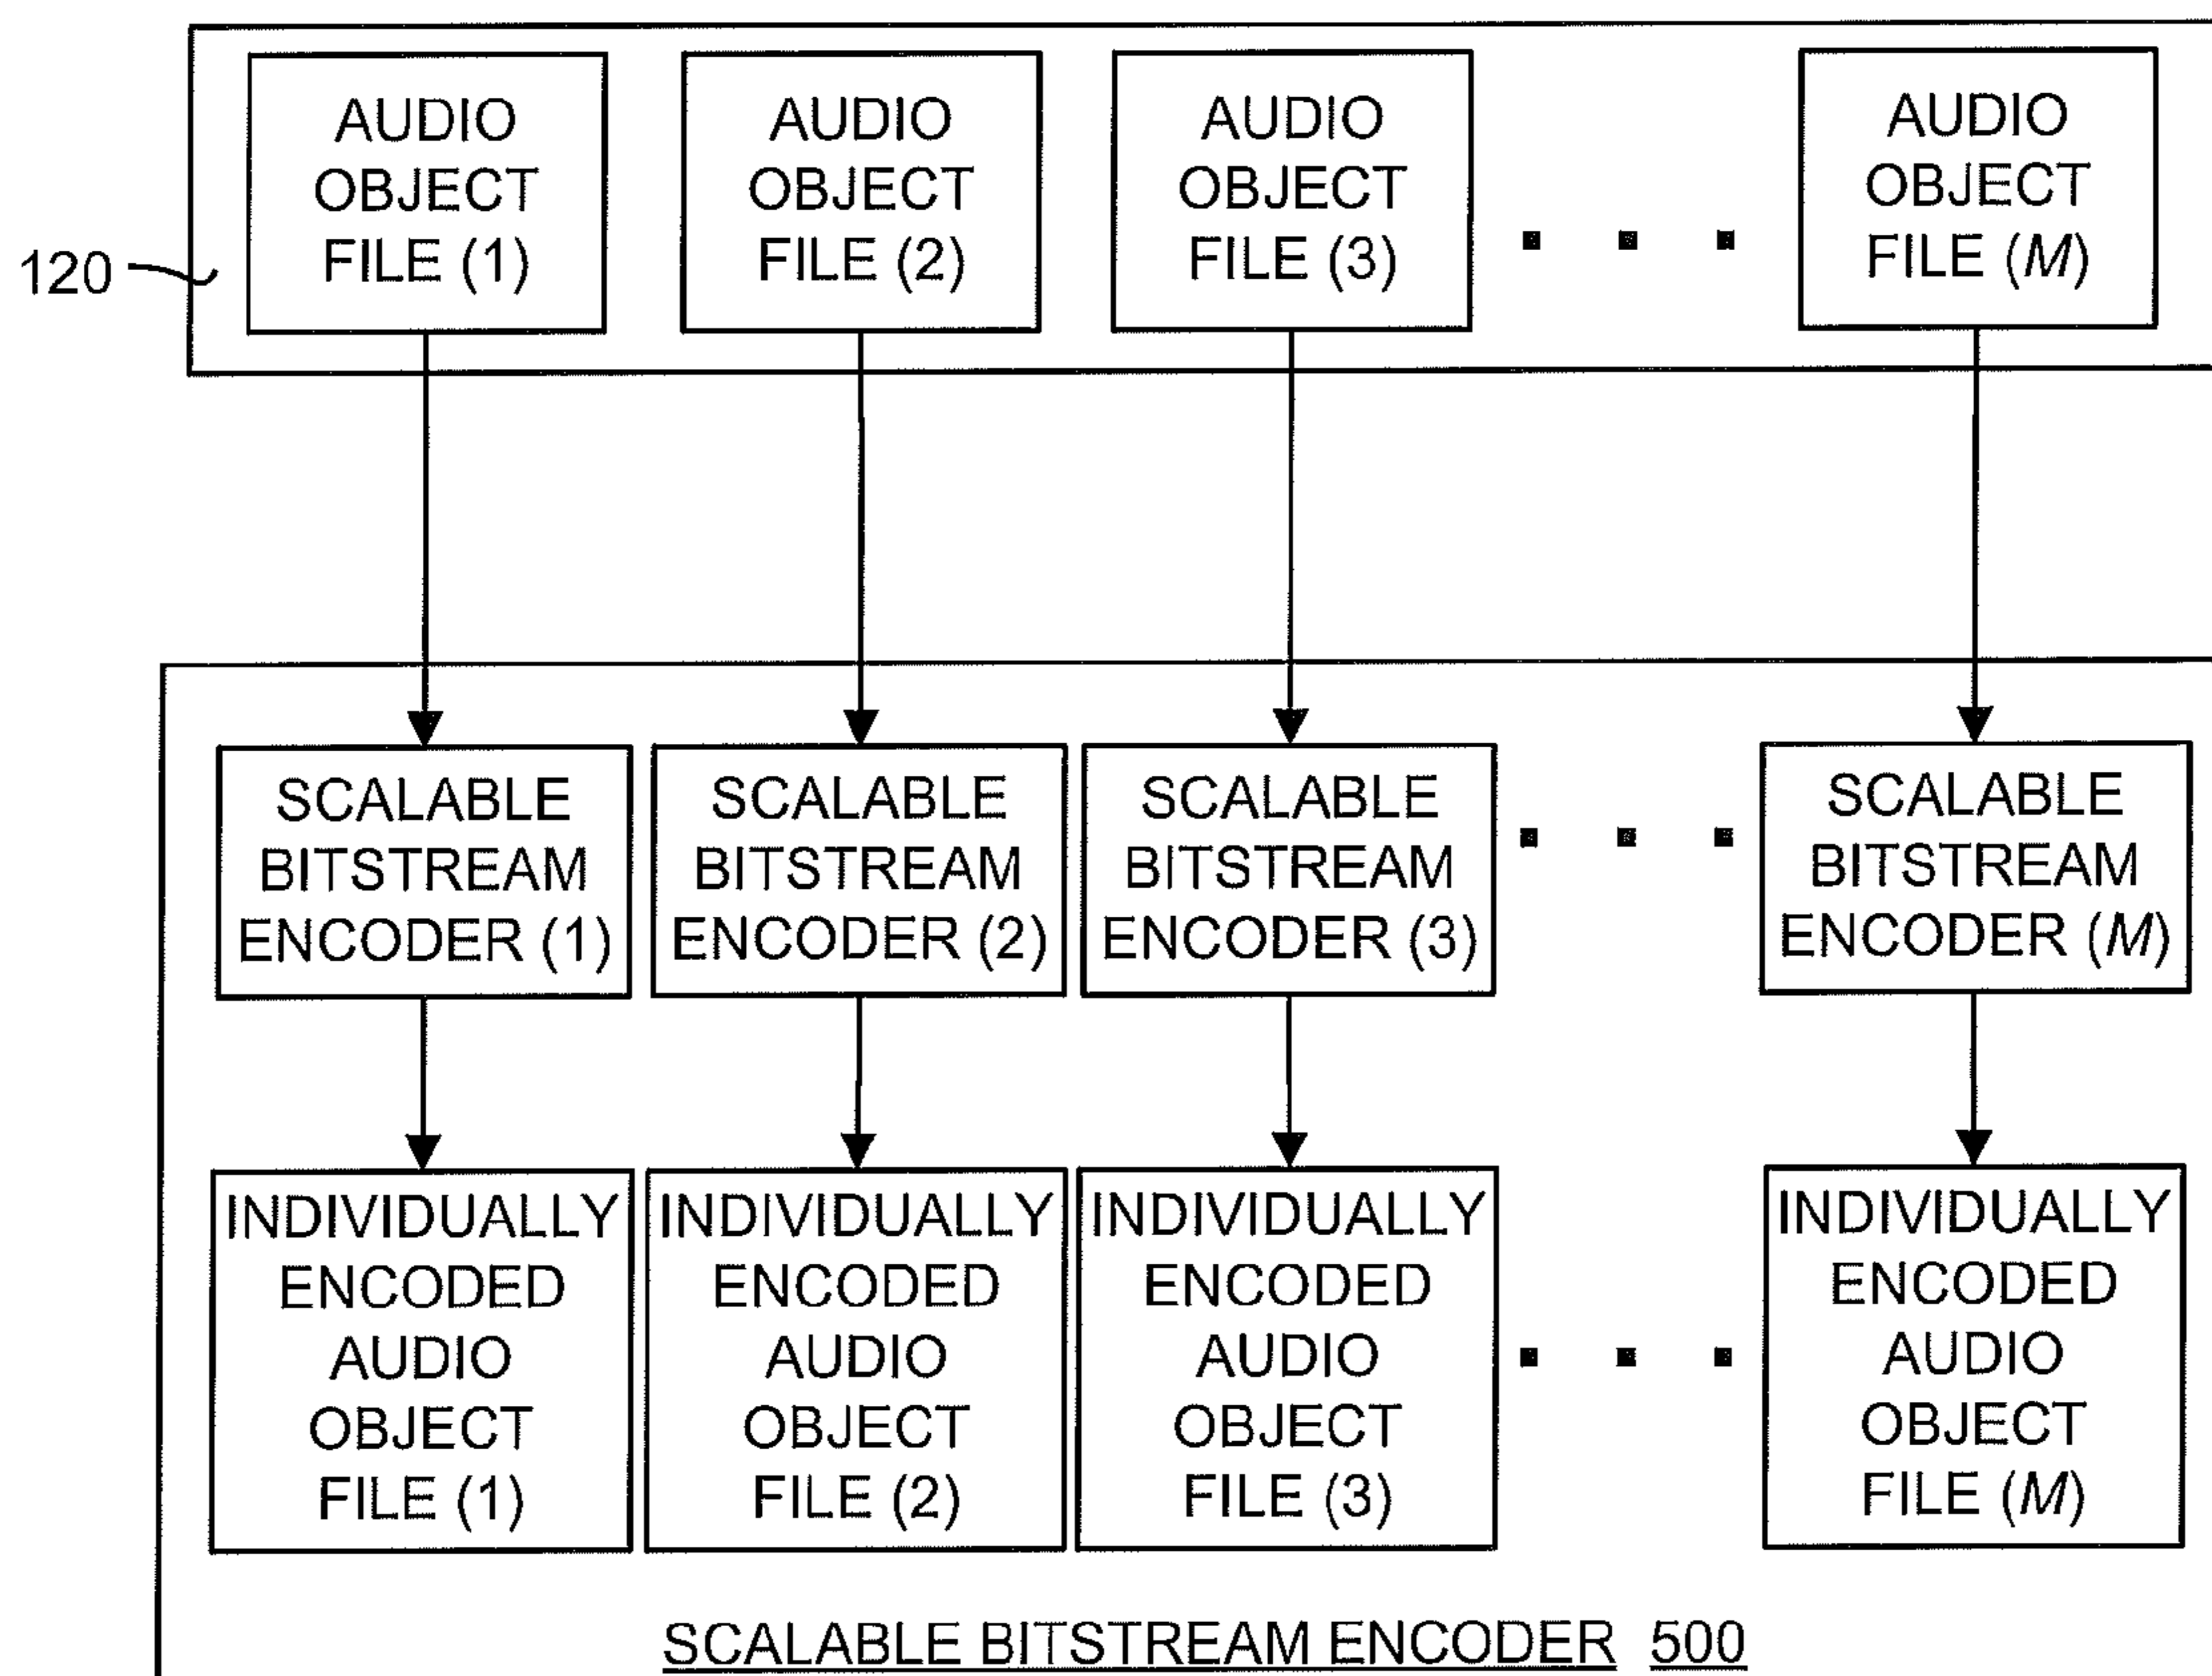 AUDIO
OBJECT
FILE (1)
AUDIO
OBJECT
FILE (2)
AUDIO
OBJECT
FILE (3)
AUDIO
OBJECT
FILE (M)
120
SCALABLE
BITSTREAM
ENCODER (1)
SCALABLE
BITSTREAM
ENCODER (2)
SCALABLE
BITSTREAM
ENCODER (3)
SCALABLE
BITSTREAM
ENCODER (M)
INDIVIDUALLY
ENCODED
AUDIO
OBJECT
FILE (1)
INDIVIDUALLY
ENCODED
AUDIO
OBJECT
FILE (2)
INDIVIDUALLY
ENCODED
AUDIO
OBJECT
FILE (3)
INDIVIDUALLY
ENCODED
AUDIO
OBJECT
FILE (M)
SCALABLE BITSTREAM ENCODER 500